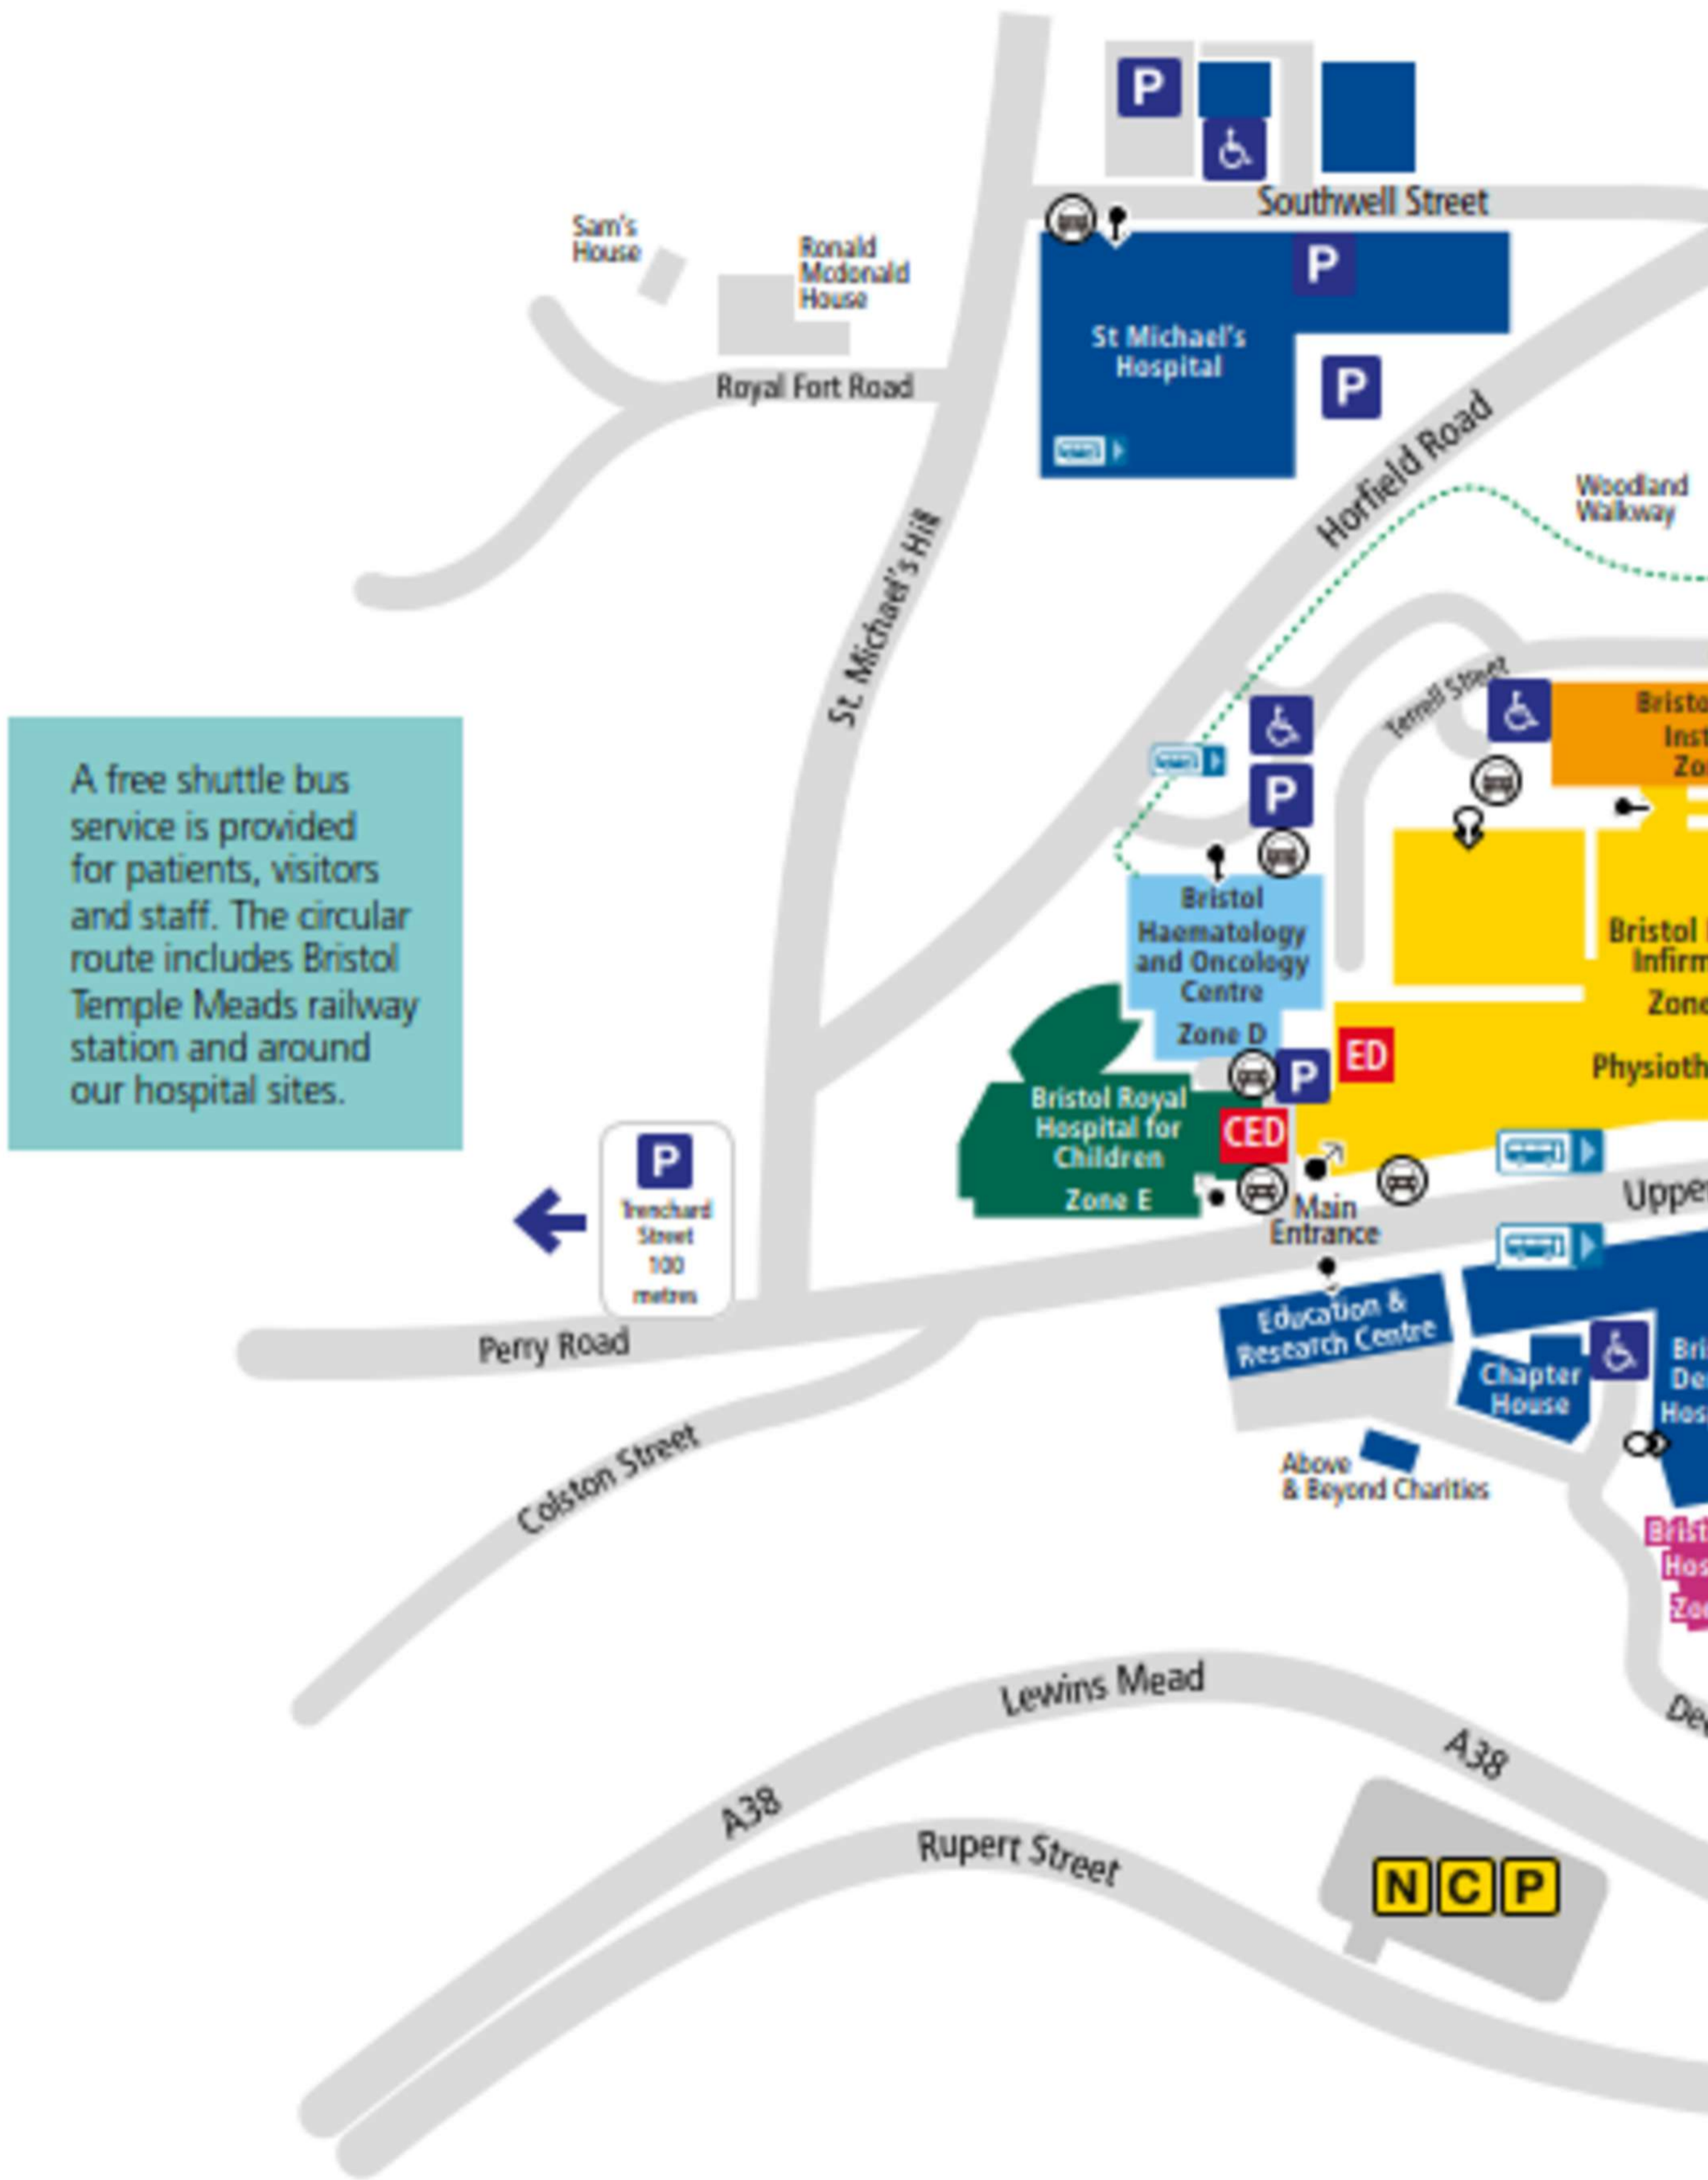 P
Southwell Street
Sam's
House
Ronald
Mcdonald
House
P
St Michael's
Hospital
P
Royal Fort Road
Horfield Road
Woodland
Walkway
St. Michael's Hill
Terrell Street
A free shuttle bus
service is provided
for patients, visitors
and staff. The circular
route includes Bristol
Temple Meads railway
station and around
our hospital sites.
P
Bristol
Haematology
and Oncology
Centre
Zone D
Bristol
Zone
ED
P
Bristol Royal
Hospital for
Children
Zone E
CED
Main
Entrance
Upper
P
Trenchard
Street
100
metres
Perry Road
Education &
Research Centre
Chapter
House
Above
& Beyond Charities
Colston Street
Lewins Mead
A38
A38
Rupert Street
N C P